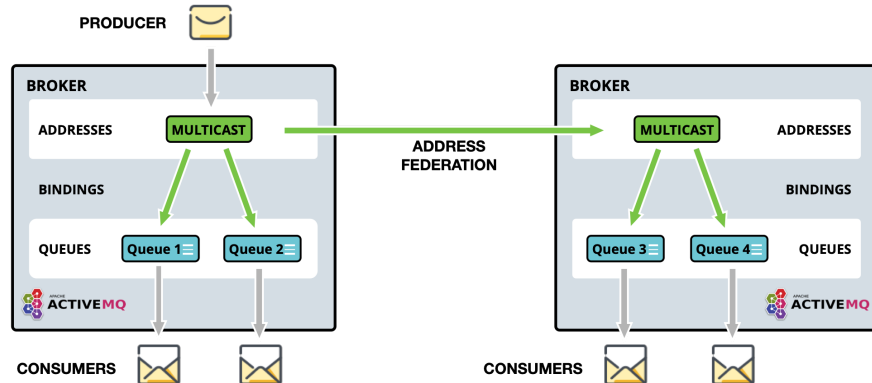 PRODUCER
BROKER
ADDRESSES
MULTICAST
BINDINGS
QUEUES
Queue 1
Queue 2
APACHE
ACTIVEMQ
CONSUMERS
ADDRESS
FEDERATION
BROKER
MULTICAST
ADDRESSES
BINDINGS
Queue 3
Queue 4
QUEUES
APACHE
ACTIVEMQ
CONSUMERS